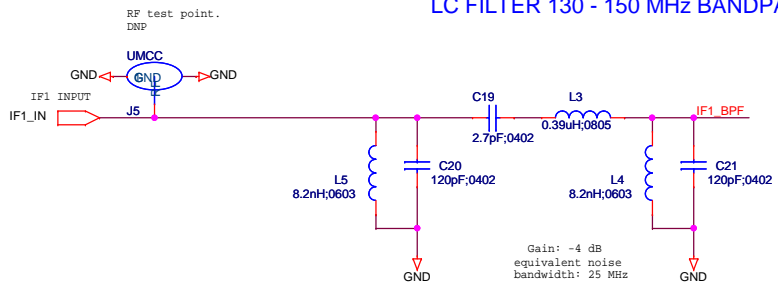 LC FILTER 130 - 150 MHz BANDPA
RF test point.
DNP
UMCC
GND
GND
GND
IF1 INPUT
IF1_IN
J5
C19
2.7pF;0402
L3
0.39uH;0805
IF1_BPF
L5
8.2nH;0603
C20
120pF;0402
L4
8.2nH;0603
C21
120pF;0402
Gain: -4 dB
equivalent noise
bandwidth: 25 MHz
GND
GND